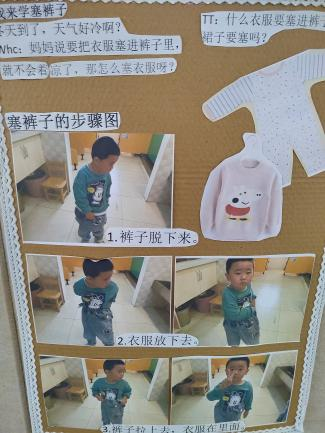 来学塞裤子
冬天到了，天气好冷啊？
Whc：妈妈说要把衣服塞进裤子里，
就不会着凉了，那怎么塞衣服呀？
TT：什么衣服要塞进裤子
裙子要塞吗？
塞裤子的步骤图
1.裤子脱下来。
2.衣服放下去。
3.裤子拉上去，衣服在里面。